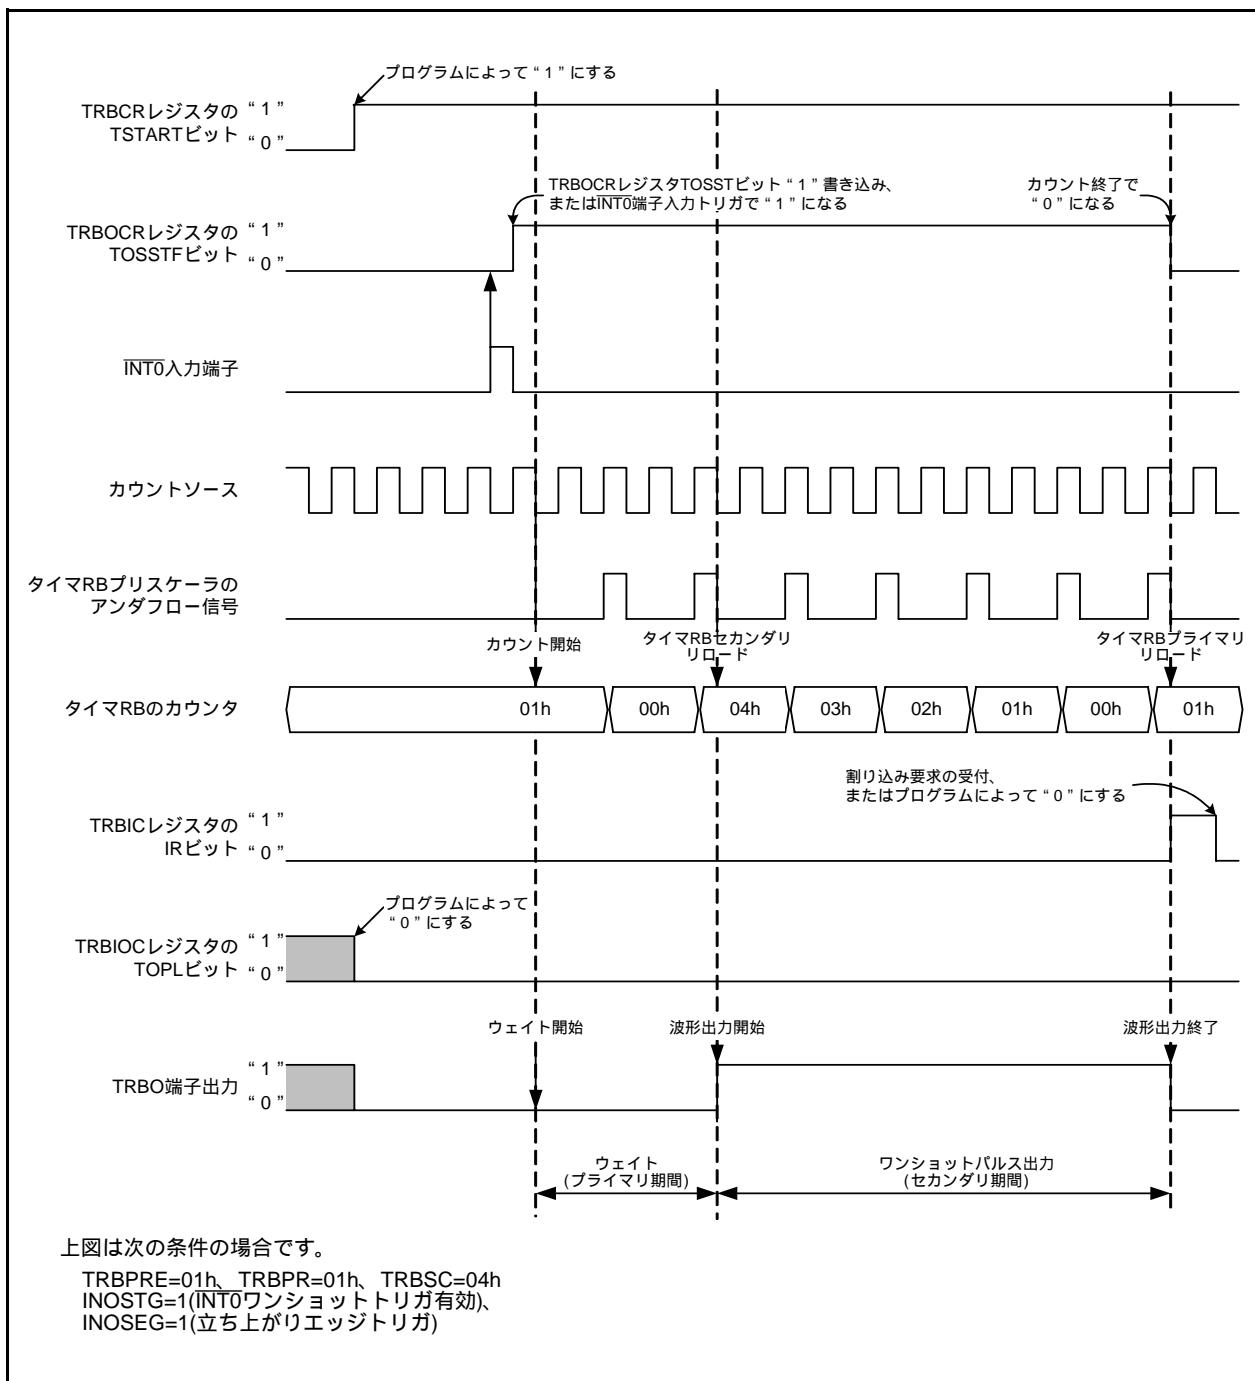 プログラムによって“1”にする
TRBCRレジスタの “1”
TSTARTビット “0”
TRBOCRレジスタTOSSTビット“1”書き込み、
またはINT0端子入力トリガで“1”になる
カウント終了で
“0”になる
TRBOCRレジスタの “1”
TOSSTFビット “0”
INT0入力端子
カウントソース
タイマRBプリスケーラの
アンダフロー信号
カウント開始
タイマRBセカンダリ
リロード
タイマRBプライマリ
リロード
タイマRBのカウンタ 01h 00h 04h 03h 02h 01h 00h 01h
割り込み要求の受付、
またはプログラムによって“0”にする
TRBICレジスタの “1”
IRビット “0”
プログラムによって
“0”にする
TRBIOCレジスタの “1”
TOPLビット “0”
ウェイト開始 波形出力開始 波形出力終了
TRBO端子出力 “1”
“0”
ウェイト
(プライマリ期間)
ワンショットパルス出力
(セカンダリ期間)
上図は次の条件の場合です。
TRBPRE=01h、TRBPR=01h、TRBSC=04h
INOSTG=1(INT0ワンショットトリガ有効)、
INOSEG=1(立ち上がりエッジトリガ)